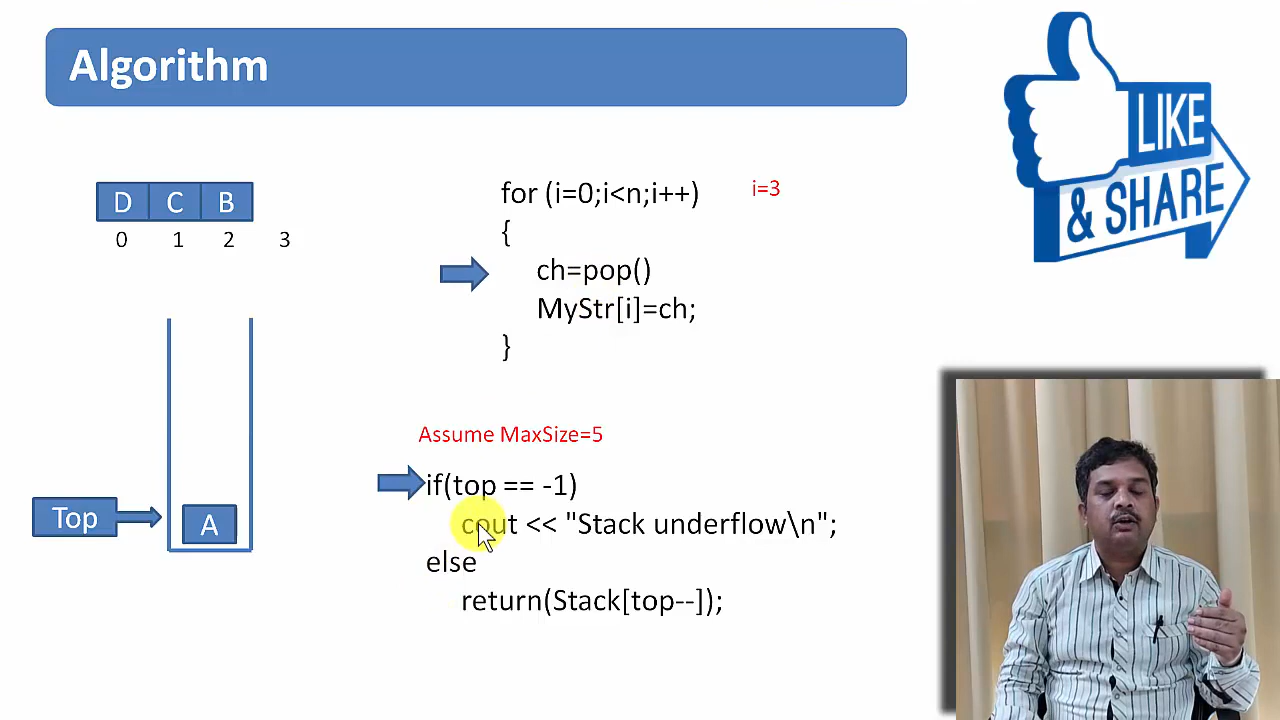 Algorithm
LIKE
& SHARE
D C B
0 1 2 3
for (i=0;i<n;i++) i=3
{
ch=pop()
MyStr[i]=ch;
}
Assume MaxSize=5
if(top == -1)
cout << "Stack underflow\n";
else
return(Stack[top--]);
Top
A